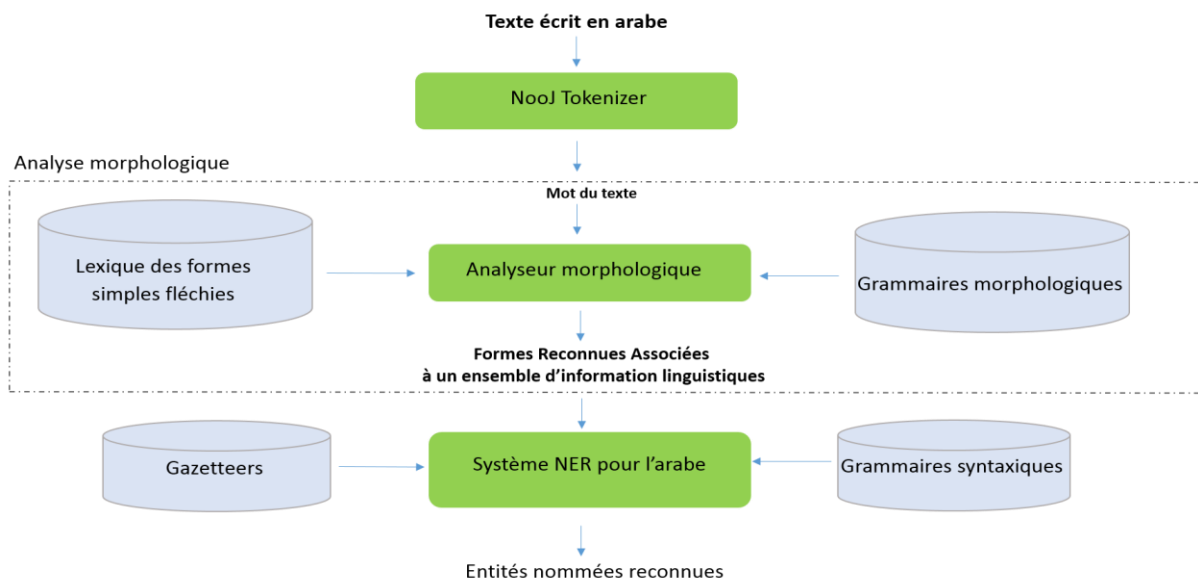 Texte écrit en arabe
NooJ Tokenizer
Analyse morphologique
Mot du texte
Lexique des formes
simples fléchies
Analyseur morphologique
Grammaires morphologiques
Formes Reconnues Associées
à un ensemble d'information linguistiques
Gazetteers
Système NER pour l'arabe
Grammaires syntaxiques
Entités nommées reconnues